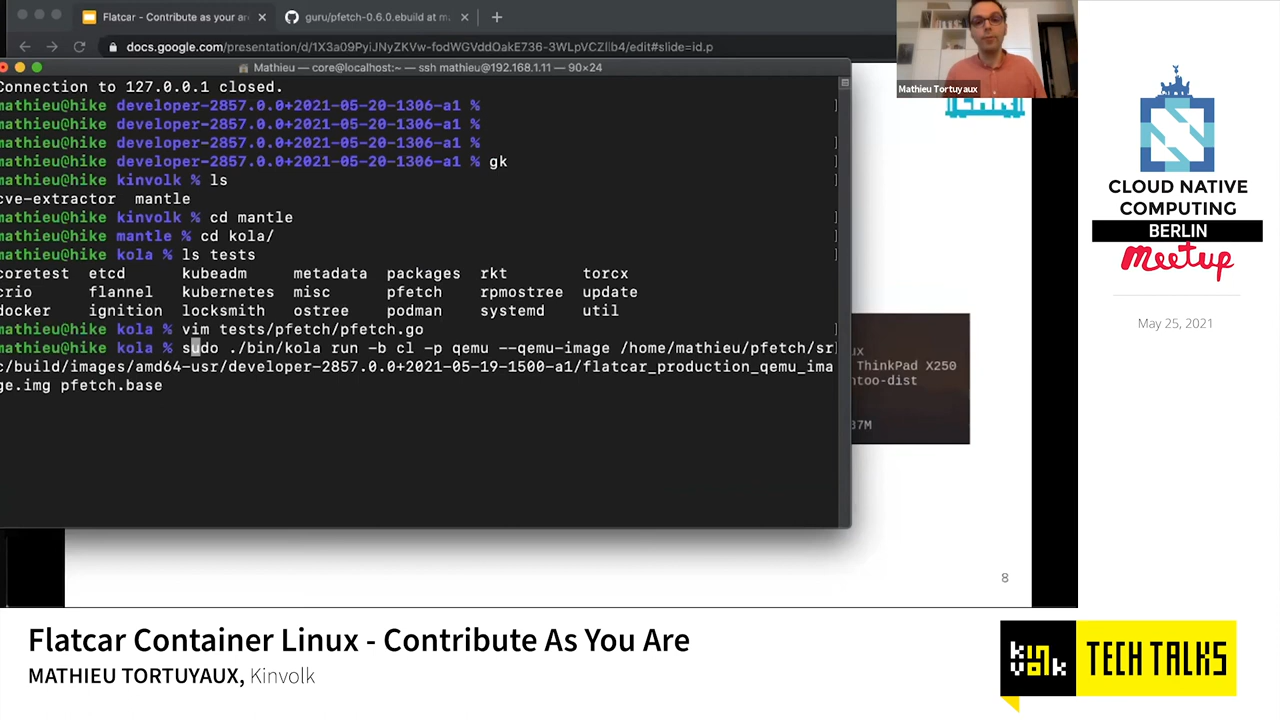 Flatcar - Contribute as your ar
guru/pfetch-0.6.0.ebuild at m
docs.google.com/presentation/d/1X3a09PyiJNyZKVw-fodWGVddOakE736-3WLpVCZlib4/edit#slide=id.p
Mathieu — core@localhost:~ — ssh mathieu@192.168.1.11 — 90×24
Connection to 127.0.0.1 closed.
mathieu@hike developer-2857.0.0+2021-05-20-1306-a1 %
mathieu@hike developer-2857.0.0+2021-05-20-1306-a1 %
mathieu@hike developer-2857.0.0+2021-05-20-1306-a1 %
mathieu@hike developer-2857.0.0+2021-05-20-1306-a1 % gk
mathieu@hike kinvolk % ls
cve-extractor mantle
mathieu@hike kinvolk % cd mantle
mathieu@hike mantle % cd kola/
mathieu@hike kola % ls tests
coretest etcd kubeadm metadata packages rkt torcx
crio flannel kubernetes misc pfetch rpmostree update
docker ignition locksmith ostree podman systemd util
mathieu@hike kola % vim tests/pfetch/pfetch.go
mathieu@hike kola % sudo ./bin/kola run -b cl -p qemu --qemu-image /home/mathieu/pfetch/sr
c/build/images/amd64-usr/developer-2857.0.0+2021-05-19-1500-a1/flatcar_production_qemu_ima
ge.img pfetch.base
ux
ThinkPad X250
ntoo-dist
37M
8
Mathieu Tortuyaux
CLOUD NATIVE
COMPUTING
BERLIN
meetup
May 25, 2021
Flatcar Container Linux - Contribute As You Are
MATHIEU TORTUYAUX, Kinvolk
kinvolk
TECH TALKS